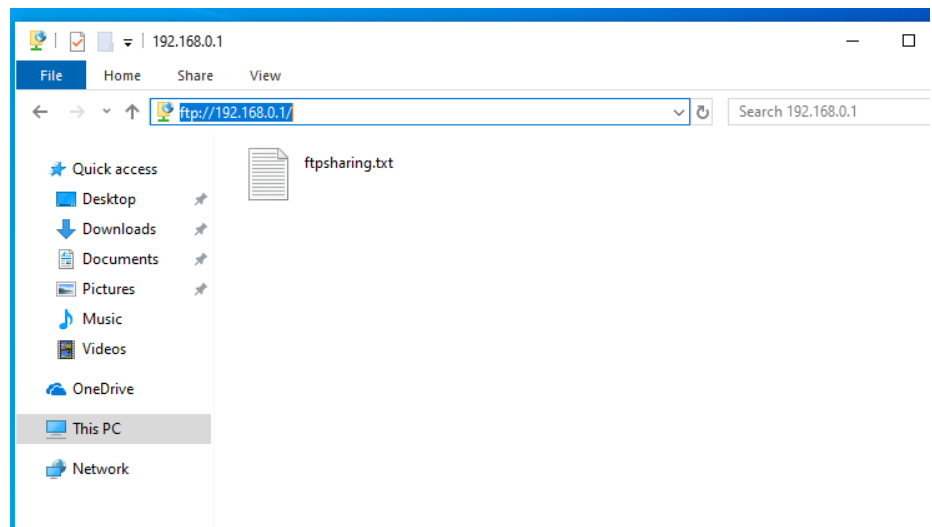 192.168.0.1
File Home Share View
ftp://192.168.0.1/
Search 192.168.0.1
Quick access
Desktop
Downloads
Documents
Pictures
Music
Videos
OneDrive
This PC
Network
ftpsharing.txt